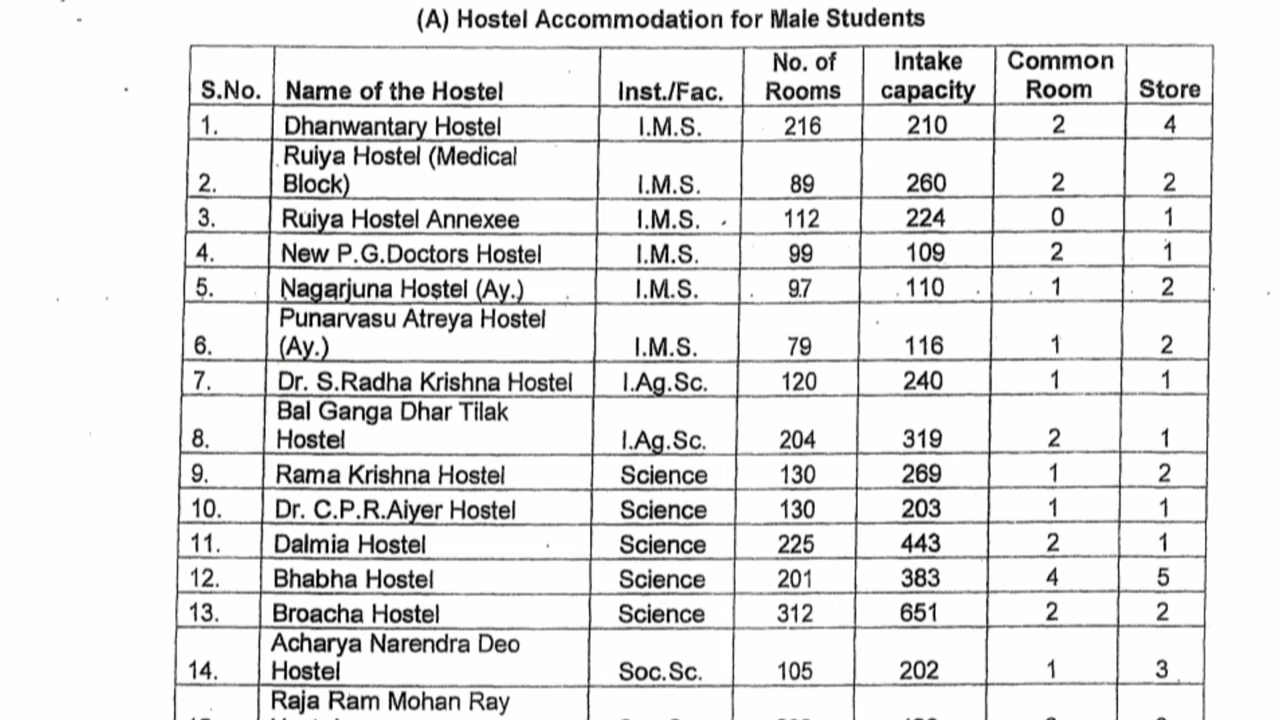 (A) Hostel Accommodation for Male Students
S.No. Name of the Hostel Inst./Fac. No. of Rooms Intake capacity Common Room Store
1. Dhanwantary Hostel I.M.S. 216 210 2 4
2. Ruiya Hostel (Medical Block) I.M.S. 89 260 2 2
3. Ruiya Hostel Annexee I.M.S. 112 224 0 1
4. New P.G.Doctors Hostel I.M.S. 99 109 2 1
5. Nagarjuna Hostel (Ay.) I.M.S. 97 110 1 2
6. Punarvasu Atreya Hostel (Ay.) I.M.S. 79 116 1 2
7. Dr. S.Radha Krishna Hostel I.Ag.Sc. 120 240 1 1
8. Bal Ganga Dhar Tilak Hostel I.Ag.Sc. 204 319 2 1
9. Rama Krishna Hostel Science 130 269 1 2
10. Dr. C.P.R.Aiyer Hostel Science 130 203 1 1
11. Dalmia Hostel Science 225 443 2 1
12. Bhabha Hostel Science 201 383 4 5
13. Broacha Hostel Science 312 651 2 2
14. Acharya Narendra Deo Hostel Soc.Sc. 105 202 1 3
Raja Ram Mohan Ray